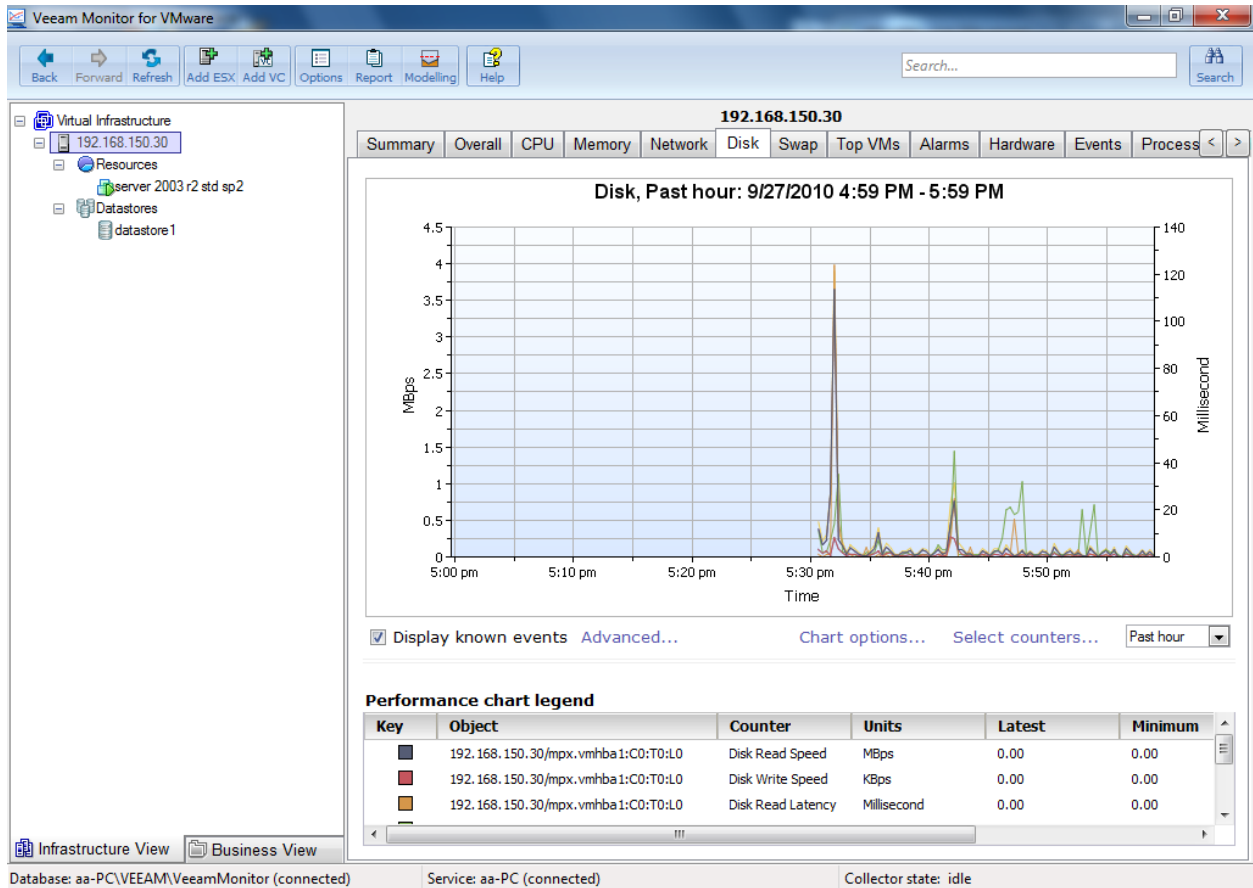 Veeam Monitor for VMware
Back Forward Refresh Add ESX Add VC Options Report Modelling Help
Search...
Search
Virtual Infrastructure
192.168.150.30
Resources
server 2003 r2 std sp2
Datastores
datastore1
192.168.150.30
Summary Overall CPU Memory Network Disk Swap Top VMs Alarms Hardware Events Process < >
Disk, Past hour: 9/27/2010 4:59 PM - 5:59 PM
4.5
4
3.5
3
2.5
2
1.5
1
0.5
0
MBps
140
120
100
80
60
40
20
0
Millisecond
5:00 pm 5:10 pm 5:20 pm 5:30 pm 5:40 pm 5:50 pm
Time
Display known events Advanced... Chart options... Select counters... Past hour
Performance chart legend
Key Object Counter Units Latest Minimum
192.168.150.30/mpx.vmhba1:C0:T0:L0 Disk Read Speed MBps 0.00 0.00
192.168.150.30/mpx.vmhba1:C0:T0:L0 Disk Write Speed KBps 0.00 0.00
192.168.150.30/mpx.vmhba1:C0:T0:L0 Disk Read Latency Millisecond 0.00 0.00
Infrastructure View Business View
Database: aa-PC\VEEAM\VeeamMonitor (connected) Service: aa-PC (connected) Collector state: idle